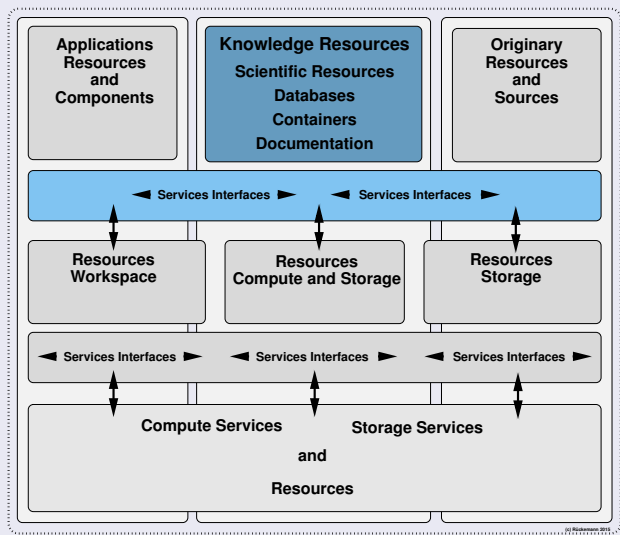 Applications
Resources
and
Components
Knowledge Resources
Scientific Resources
Databases
Containers
Documentation
Originary
Resources
and
Sources
Services Interfaces
Services Interfaces
Resources
Workspace
Resources
Compute and Storage
Resources
Storage
Services Interfaces
Services Interfaces
Services Interfaces
Compute Services
Storage Services
and
Resources
(c) Rückemann 2015